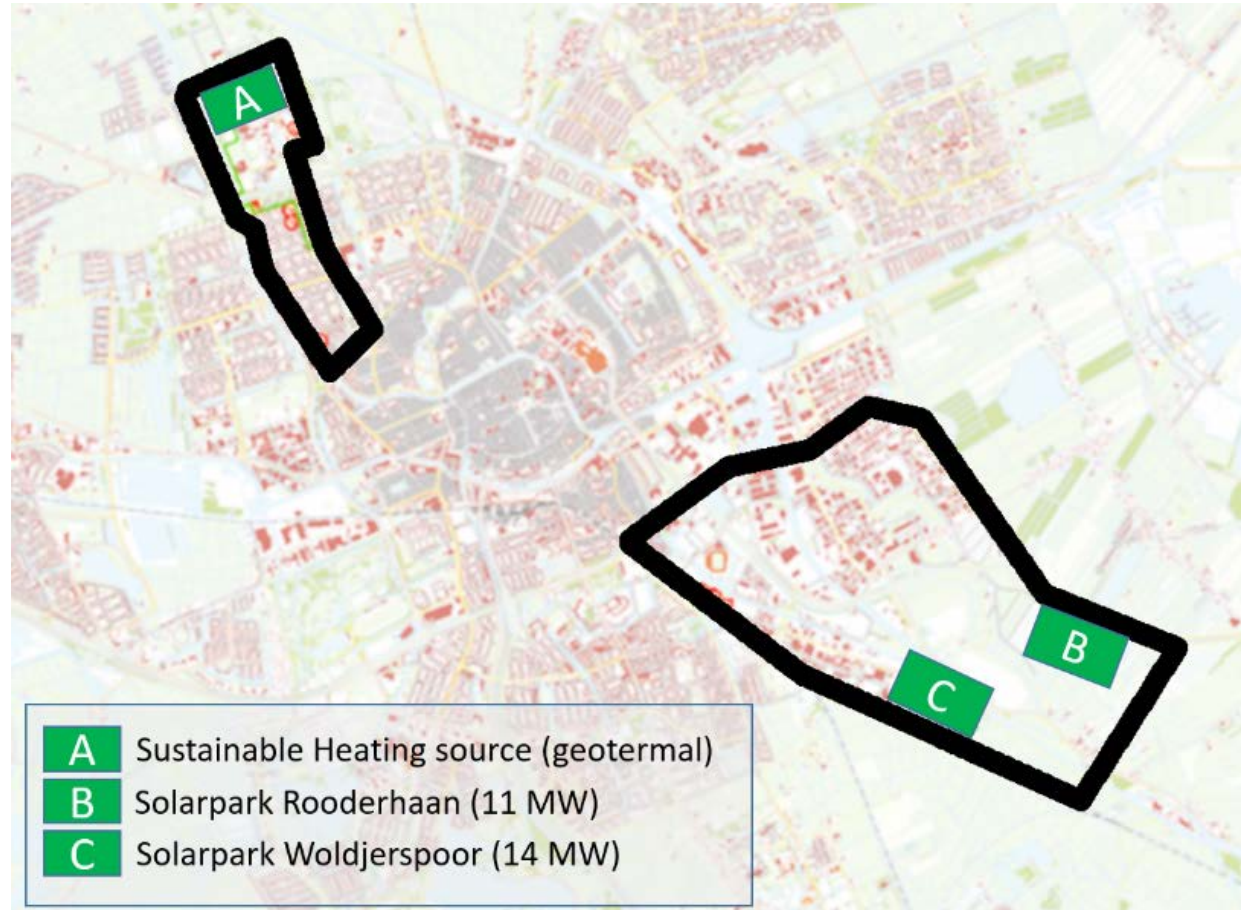 A
B
C
A Sustainable Heating source (geotermal)
B Solarpark Rooderhaan (11 MW)
C Solarpark Woldjerspoor (14 MW)